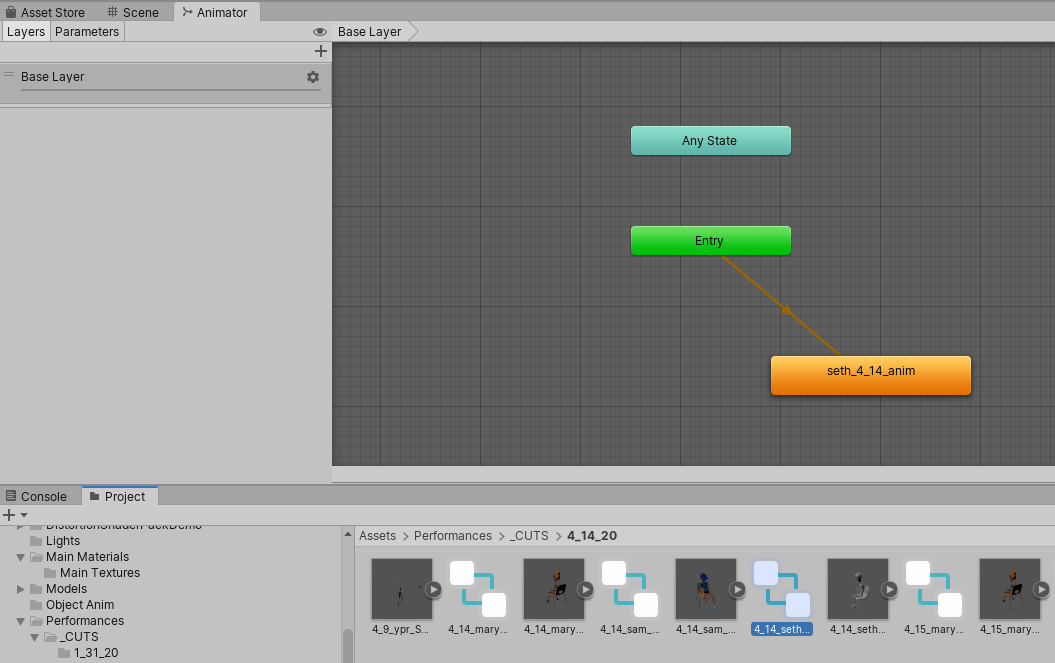 Asset Store
Scene
Animator
Layers
Parameters
Base Layer
Base Layer
Any State
Entry
seth_4_14_anim
Console
Project
DistortionShaderPackDemo
Lights
Main Materials
Main Textures
Models
Object Anim
Performances
_CUTS
1_31_20
Assets > Performances > _CUTS > 4_14_20
4_9_ypr_S...
4_14_mary...
4_14_mary...
4_14_sam_...
4_14_sam_...
4_14_seth...
4_14_seth...
4_15_mary...
4_15_mary...